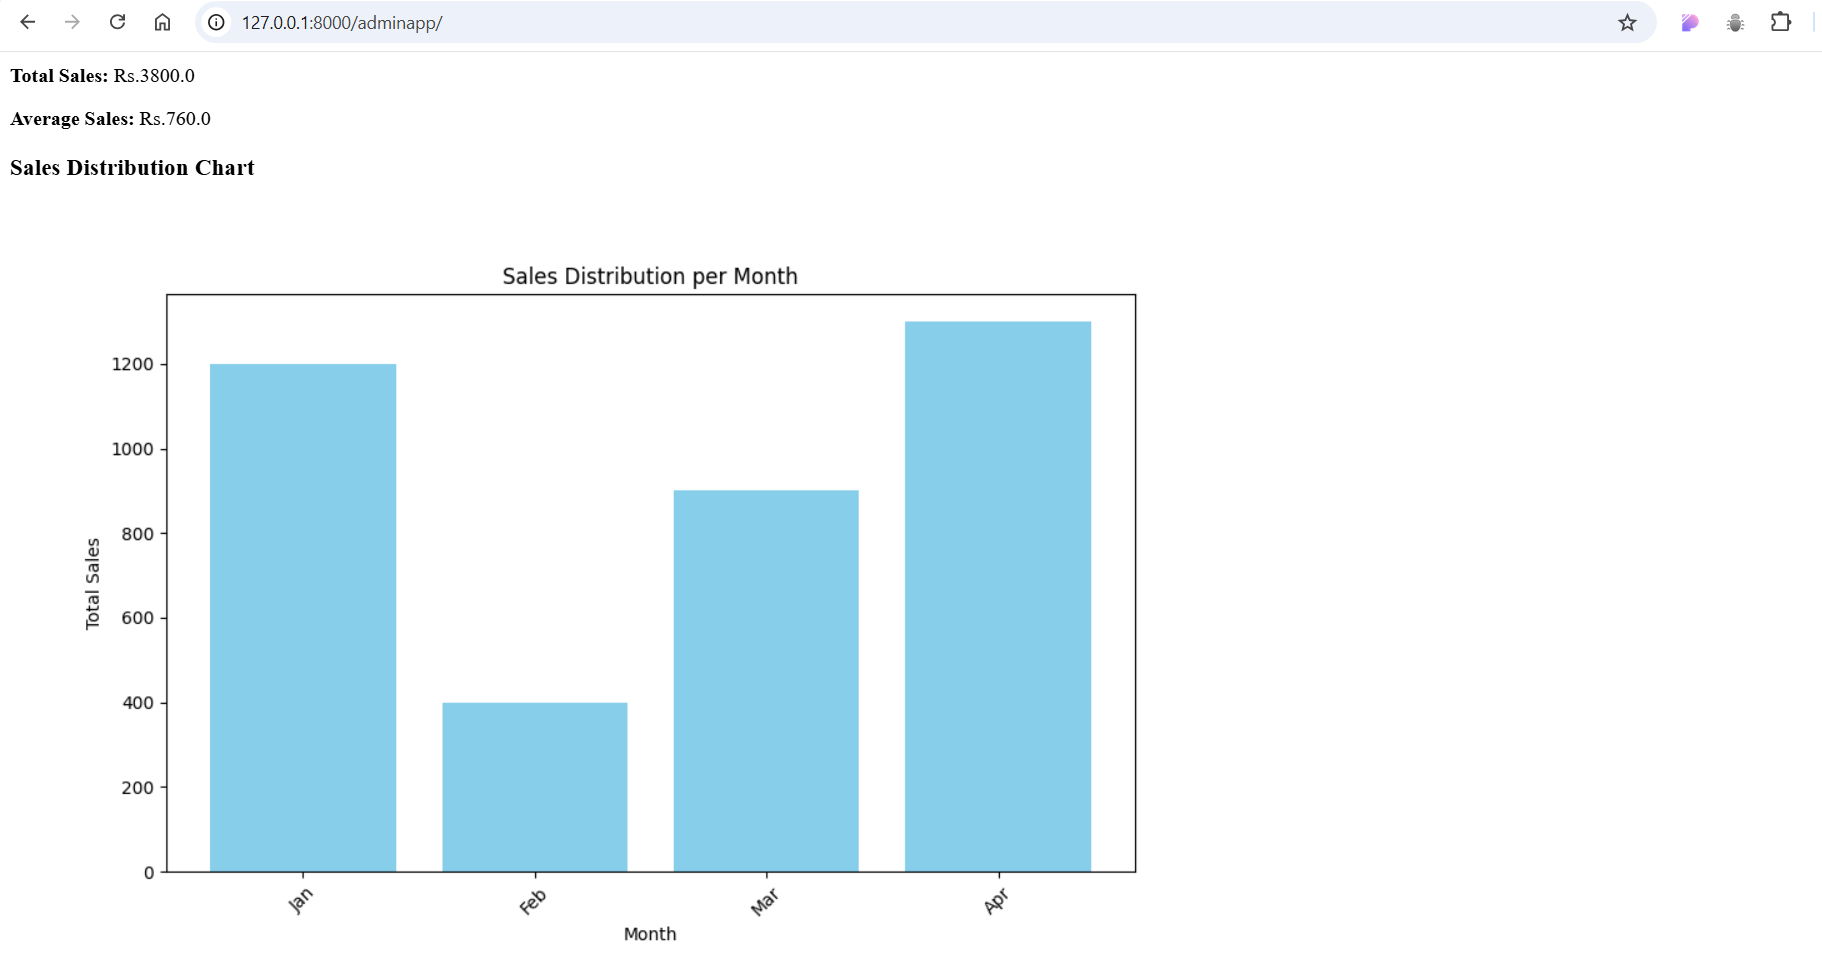 127.0.0.1:8000/adminapp/
Total Sales: Rs.3800.0
Average Sales: Rs.760.0
Sales Distribution Chart
Sales Distribution per Month
Total Sales
1200
1000
800
600
400
200
0
Jan
Feb
Mar
Apr
Month